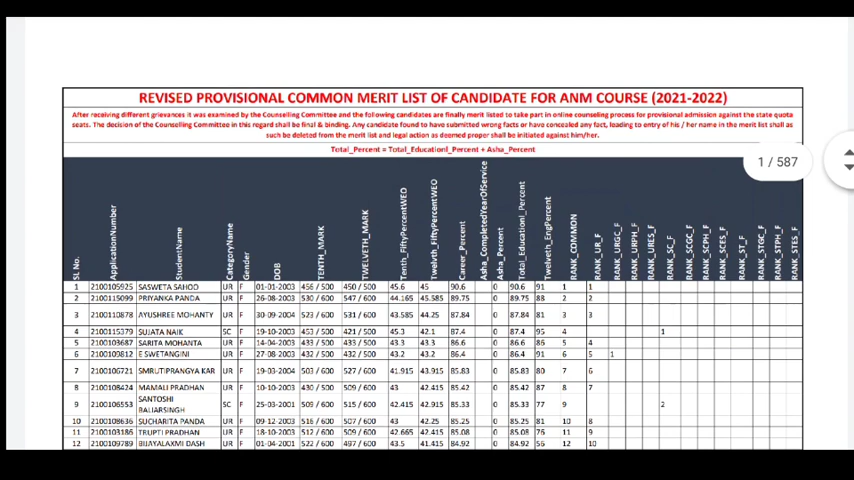 REVISED PROVISIONAL COMMON MERIT LIST OF CANDIDATE FOR ANM COURSE (2021-2022)
After receiving different grievances it was examined by the Counselling Committee and the following candidates are finally merit listed to take part in online counseling process for provisional admission against the state quota
seats. The decision of the Counselling Committee in this regard shall be final & binding. Any candidate found to have submitted wrong facts or have concealed any fact, leading to entry of his / her name in the merit list shall as
such be deleted from the merit list and legal action as deemed proper shall be initiated against him/her.
Total_Percent = Total_Educationl_Percent + Asha_Percent
1 / 587
Sl No. ApplicationNumber StudentName CategoryName Gender DOB TENTH_MARK TWELVETH_MARK Tenth_FiftyPercentWEO Twelvth_FiftyPercentWEO Career_Percent Asha_CompletedYearOfService Asha_Percent Total_Educationl_Percent Twelveth_EngPercent RANK_COMMON RANK_UR_F RANK_URGC_F RANK_URPH_F RANK_URES_F RANK_SC_F RANK_SCGC_F RANK_SCPH_F RANK_SCES_F RANK_ST_F RANK_STGC_F RANK_STPH_F RANK_STES_F
1 2100105925 SASWETA SAHOO UR F 01-01-2003 456 / 500 450 / 500 45.6 45 90.6 0 90.6 91 1 1
2 2100115099 PRIYANKA PANDA UR F 26-08-2003 530 / 600 547 / 600 44.165 45.585 89.75 0 89.75 88 2 2
3 2100110878 AYUSHREE MOHANTY UR F 30-09-2004 523 / 600 531 / 600 43.585 44.25 87.84 0 87.84 81 3 3
4 2100115379 SUJATA NAIK SC F 19-10-2003 453 / 500 421 / 500 45.3 42.1 87.4 0 87.4 95 4 1
5 2100103687 SARITA MOHANTA UR F 14-04-2003 433 / 500 433 / 500 43.3 43.3 86.6 0 86.6 86 5 4
6 2100109812 E SWETANGINI UR F 27-08-2003 432 / 500 432 / 500 43.2 43.2 86.4 0 86.4 91 6 5 1
7 2100106721 SMRUTIPRANGYA KAR UR F 19-03-2004 503 / 600 527 / 600 41.915 43.915 85.83 0 85.83 80 7 6
8 2100108424 MAMALI PRADHAN UR F 10-10-2003 430 / 500 509 / 600 43 42.415 85.42 0 85.42 87 8 7
9 2100106553 SANTOSHI BALIARSINGH SC F 25-03-2001 509 / 600 515 / 600 42.415 42.915 85.33 0 85.33 77 9 2
10 2100108636 SUCHARITA PANDA UR F 09-12-2003 516 / 600 507 / 600 43 42.25 85.25 0 85.25 81 10 8
11 2100103186 TRUPTI PRADHAN UR F 18-10-2003 512 / 600 509 / 600 42.665 42.415 85.08 0 85.08 76 11 9
12 2100109789 BIJAYALAXMI DASH UR F 01-04-2001 522 / 600 497 / 600 43.5 41.415 84.92 0 84.92 56 12 10